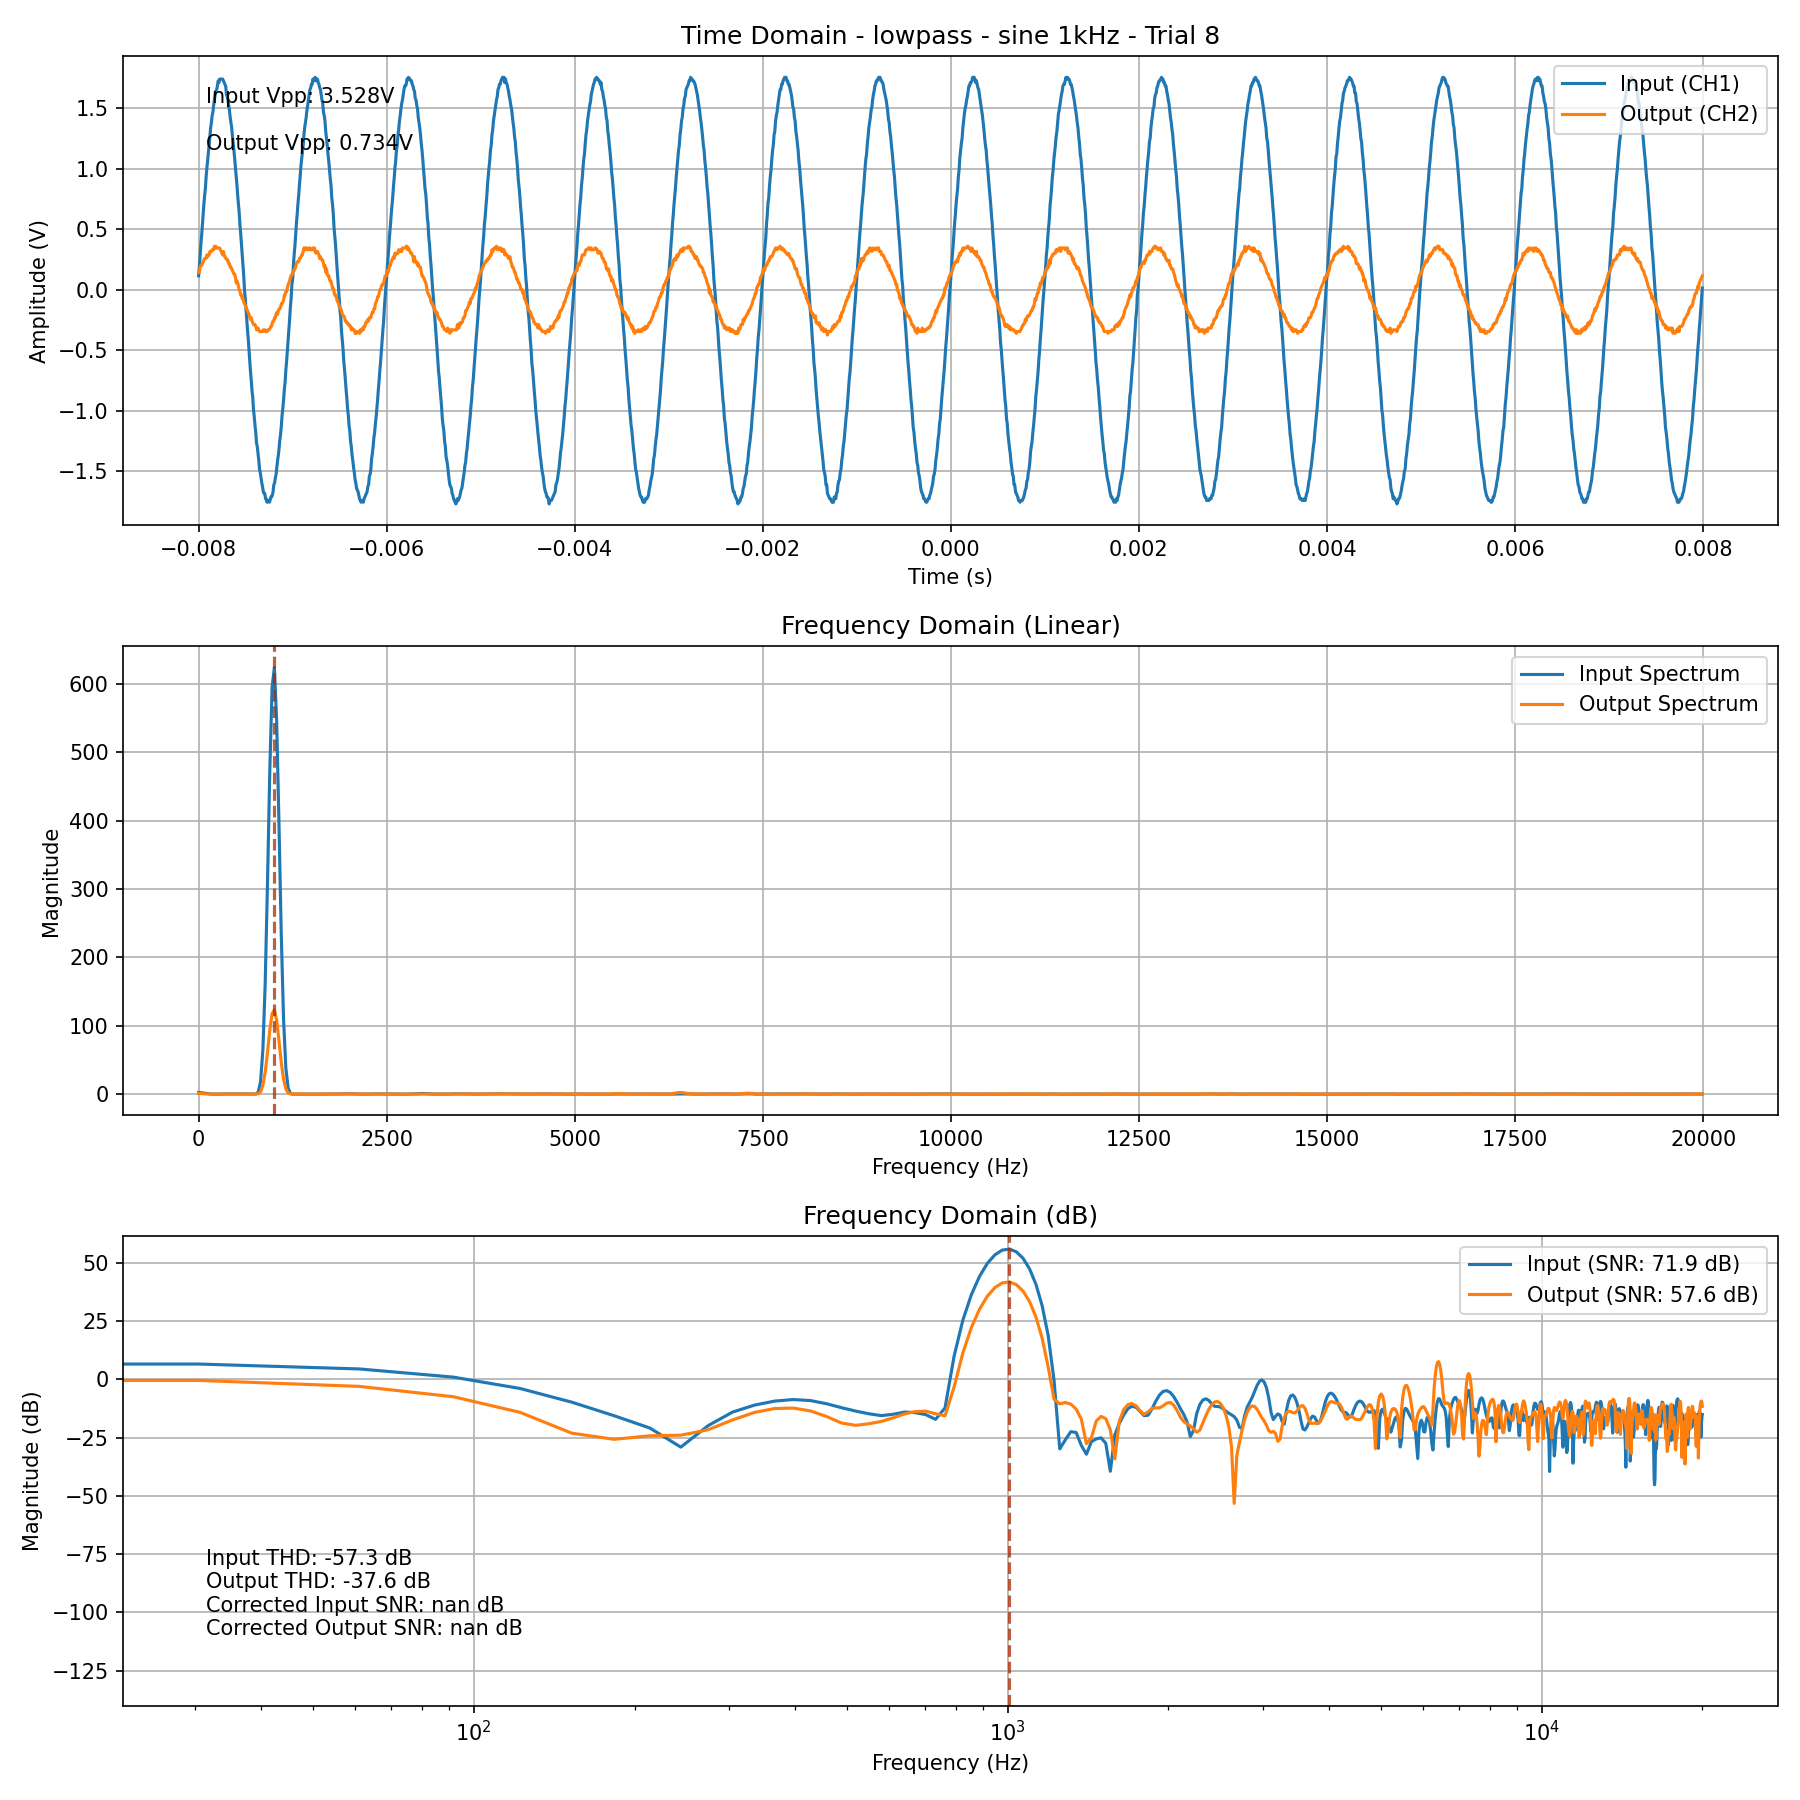 Time Domain - lowpass - sine 1kHz - Trial 8
Input Vpp: 3.528V
Output Vpp: 0.734V
Input (CH1)
Output (CH2)
Amplitude (V)
1.5
1.0
0.5
0.0
−0.5
−1.0
−1.5
−0.008 −0.006 −0.004 −0.002 0.000 0.002 0.004 0.006 0.008
Time (s)
Frequency Domain (Linear)
Input Spectrum
Output Spectrum
Magnitude
600
500
400
300
200
100
0
0 2500 5000 7500 10000 12500 15000 17500 20000
Frequency (Hz)
Frequency Domain (dB)
Input (SNR: 71.9 dB)
Output (SNR: 57.6 dB)
Magnitude (dB)
50
25
0
−25
−50
−75
−100
−125
Input THD: -57.3 dB
Output THD: -37.6 dB
Corrected Input SNR: nan dB
Corrected Output SNR: nan dB
10² 10³ 10⁴
Frequency (Hz)